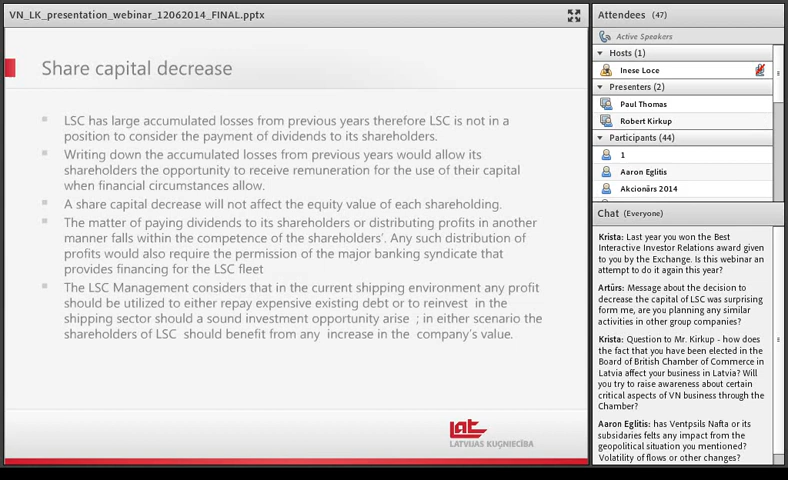 VN_LK_presentation_webinar_12062014_FINAL.pptx
Share capital decrease
LSC has large accumulated losses from previous years therefore LSC is not in a
position to consider the payment of dividends to its shareholders.
Writing down the accumulated losses from previous years would allow its
shareholders the opportunity to receive remuneration for the use of their capital
when financial circumstances allow.
A share capital decrease will not affect the equity value of each shareholding.
The matter of paying dividends to its shareholders or distributing profits in another
manner falls within the competence of the shareholders'. Any such distribution of
profits would also require the permission of the major banking syndicate that
provides financing for the LSC fleet
The LSC Management considers that in the current shipping environment any profit
should be utilized to either repay expensive existing debt or to reinvest in the
shipping sector should a sound investment opportunity arise ; in either scenario the
shareholders of LSC should benefit from any increase in the company's value.
Lat
LATVIJAS KUĢNIECĪBA
Attendees (47)
Active Speakers
Hosts (1)
Inese Loce
Presenters (2)
Paul Thomas
Robert Kirkup
Participants (44)
1
Aaron Eglitis
Akcionārs 2014
Chat (Everyone)
Krista: Last year you won the Best
Interactive Investor Relations award given
to you by the Exchange. Is this webinar an
attempt to do it again this year?
Artūrs: Message about the decision to
decrease the capital of LSC was surprising
form me, are you planning any similar
activities in other group companies?
Krista: Question to Mr. Kirkup - how does
the fact that you have been elected in the
Board of British Chamber of Commerce in
Latvia affect your business in Latvia? Will
you try to raise awareness about certain
critical aspects of VN business through the
Chamber?
Aaron Eglitis: has Ventpsils Nafta or its
subsidaries felts any impact from the
geopolitical situation you mentioned?
Volatility of flows or other changes?